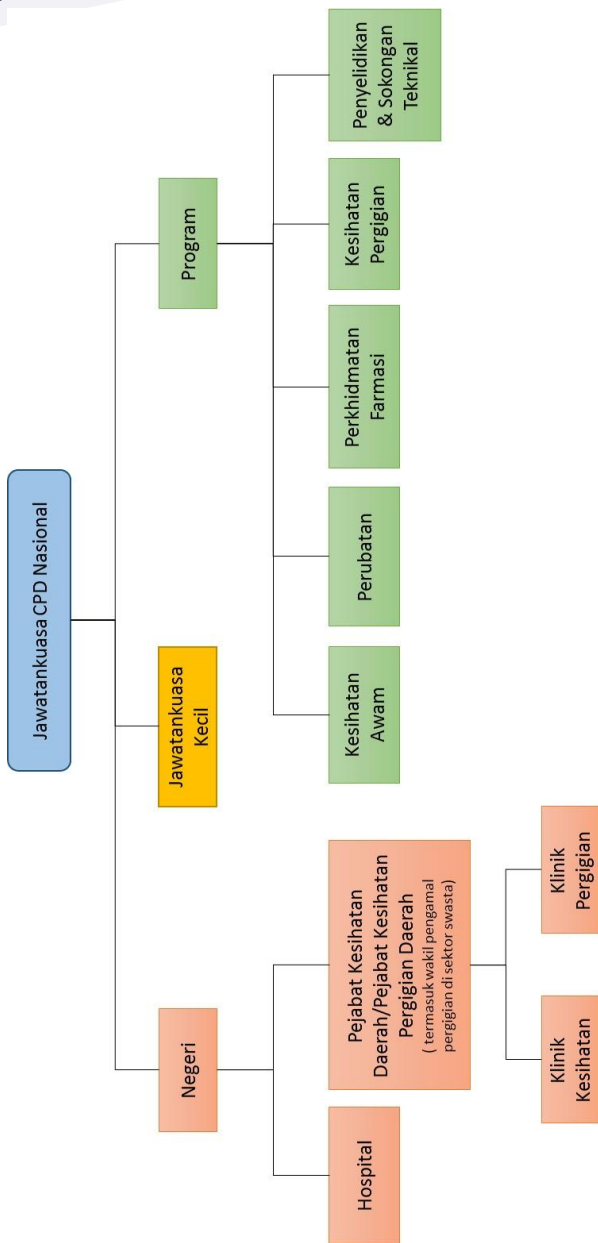 Jawatankuasa CPD Nasional
Negeri
Jawatankuasa
Kecil
Program
Hospital
Pejabat Kesihatan
Daerah/Pejabat Kesihatan
Pergigian Daerah
( termasuk wakil pengamal
pergigian di sektor swasta)
Kesihatan
Awam
Perubatan
Perkhidmatan
Farmasi
Kesihatan
Pergigian
Penyelidikan
& Sokongan
Teknikal
Klinik
Kesihatan
Klinik
Pergigian